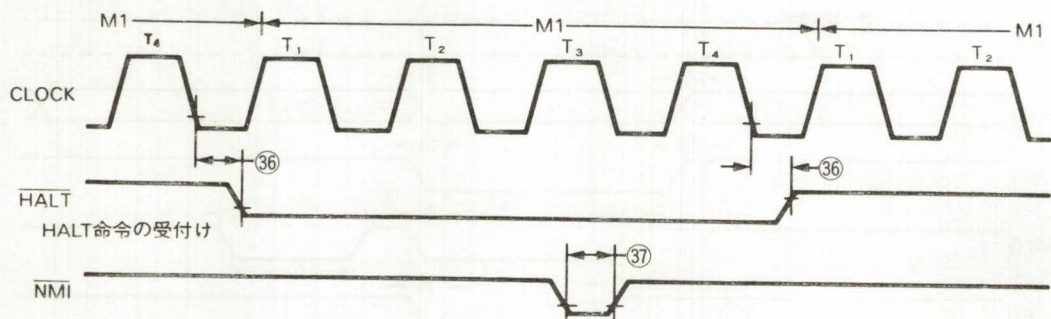 M1 M1 M1
T₄ T₁ T₂ T₃ T₄ T₁ T₂
CLOCK
㊱ ㊱
HALT
HALT命令の受付け
㊲
NMI